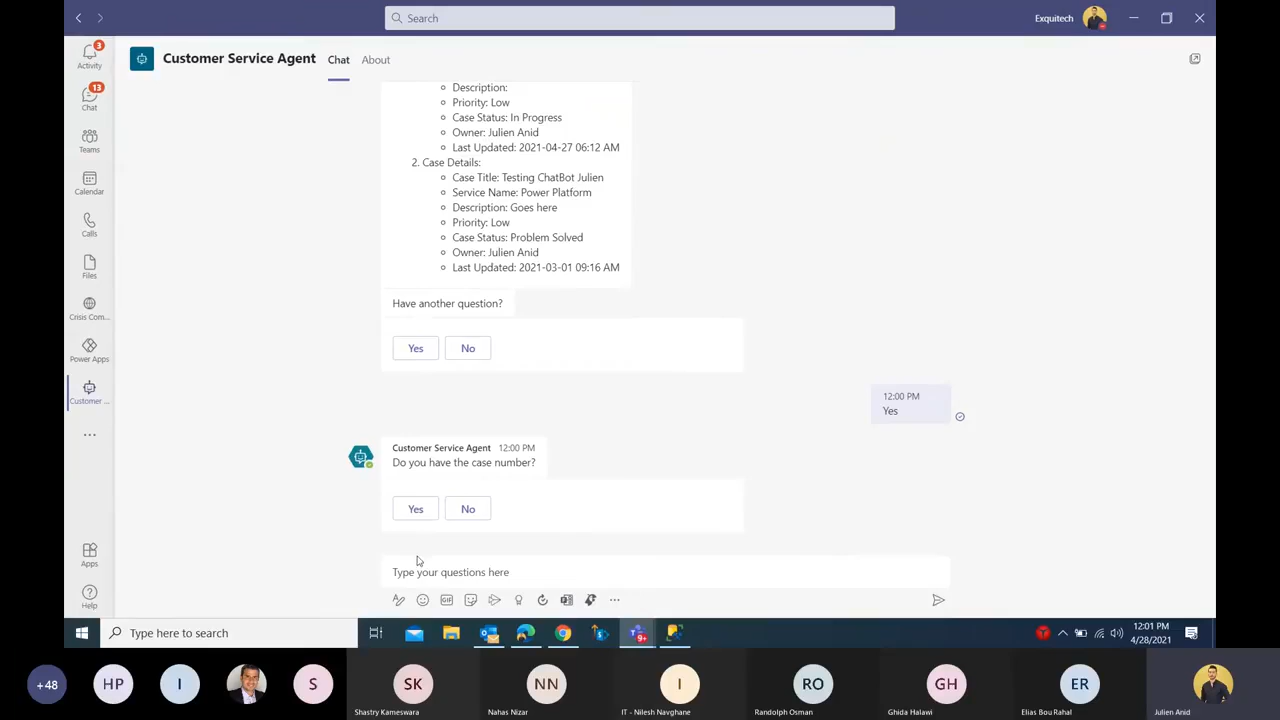 Search
Exquitech
Customer Service Agent
Chat
About
3
Activity
13
Chat
Teams
Calendar
Calls
Files
Crisis Com...
Power Apps
Customer ...
Apps
Help
Description:
Priority: Low
Case Status: In Progress
Owner: Julien Anid
Last Updated: 2021-04-27 06:12 AM
2. Case Details:
Case Title: Testing ChatBot Julien
Service Name: Power Platform
Description: Goes here
Priority: Low
Case Status: Problem Solved
Owner: Julien Anid
Last Updated: 2021-03-01 09:16 AM
Have another question?
Yes
No
12:00 PM
Yes
Customer Service Agent 12:00 PM
Do you have the case number?
Yes
No
Type your questions here
GIF
Type here to search
9+
12:01 PM
4/28/2021
+48
HP
I
S
SK
Shastry Kameswara
NN
Nahas Nizar
I
IT - Nilesh Navghane
RO
Randolph Osman
GH
Ghida Halawi
ER
Elias Bou Rahal
Julien Anid